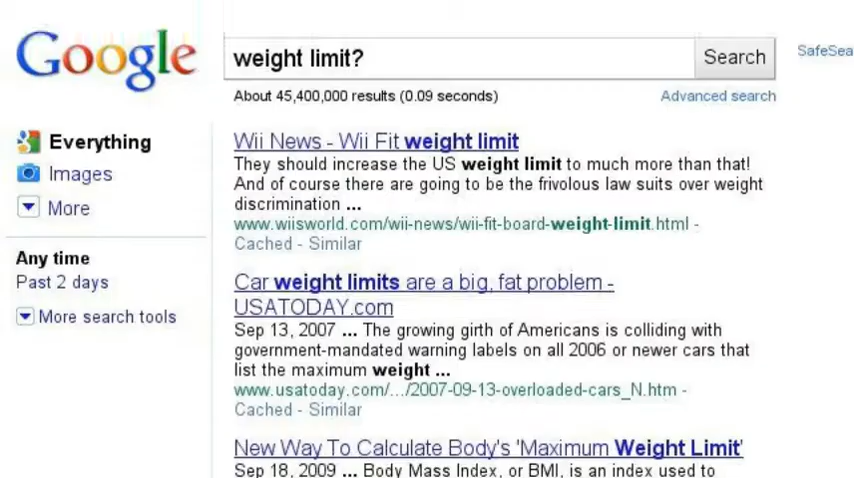 Google
weight limit?
Search
SafeSea
About 45,400,000 results (0.09 seconds)
Advanced search
Everything
Images
More
Any time
Past 2 days
More search tools
Wii News - Wii Fit weight limit
They should increase the US weight limit to much more than that!
And of course there are going to be the frivolous law suits over weight
discrimination ...
www.wiisworld.com/wii-news/wii-fit-board-weight-limit.html -
Cached - Similar
Car weight limits are a big, fat problem -
USATODAY.com
Sep 13, 2007 ... The growing girth of Americans is colliding with
government-mandated warning labels on all 2006 or newer cars that
list the maximum weight ...
www.usatoday.com/.../2007-09-13-overloaded-cars_N.htm -
Cached - Similar
New Way To Calculate Body's 'Maximum Weight Limit'
Sep 18, 2009 ... Body Mass Index, or BMI, is an index used to